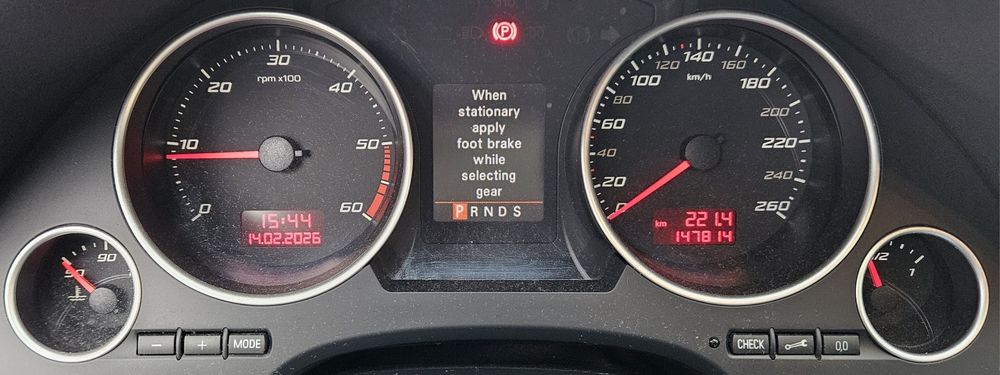 P
0
10
20
30
40
50
60
rpm x100
15:44
14.02.2026
When
stationary
apply
foot brake
while
selecting
gear
P R N D S
0
20
40
60
80
100
120
140
160
180
200
220
240
260
km/h
km 221.4
147814
50
90
1/2
1
− + MODE
CHECK 0,0